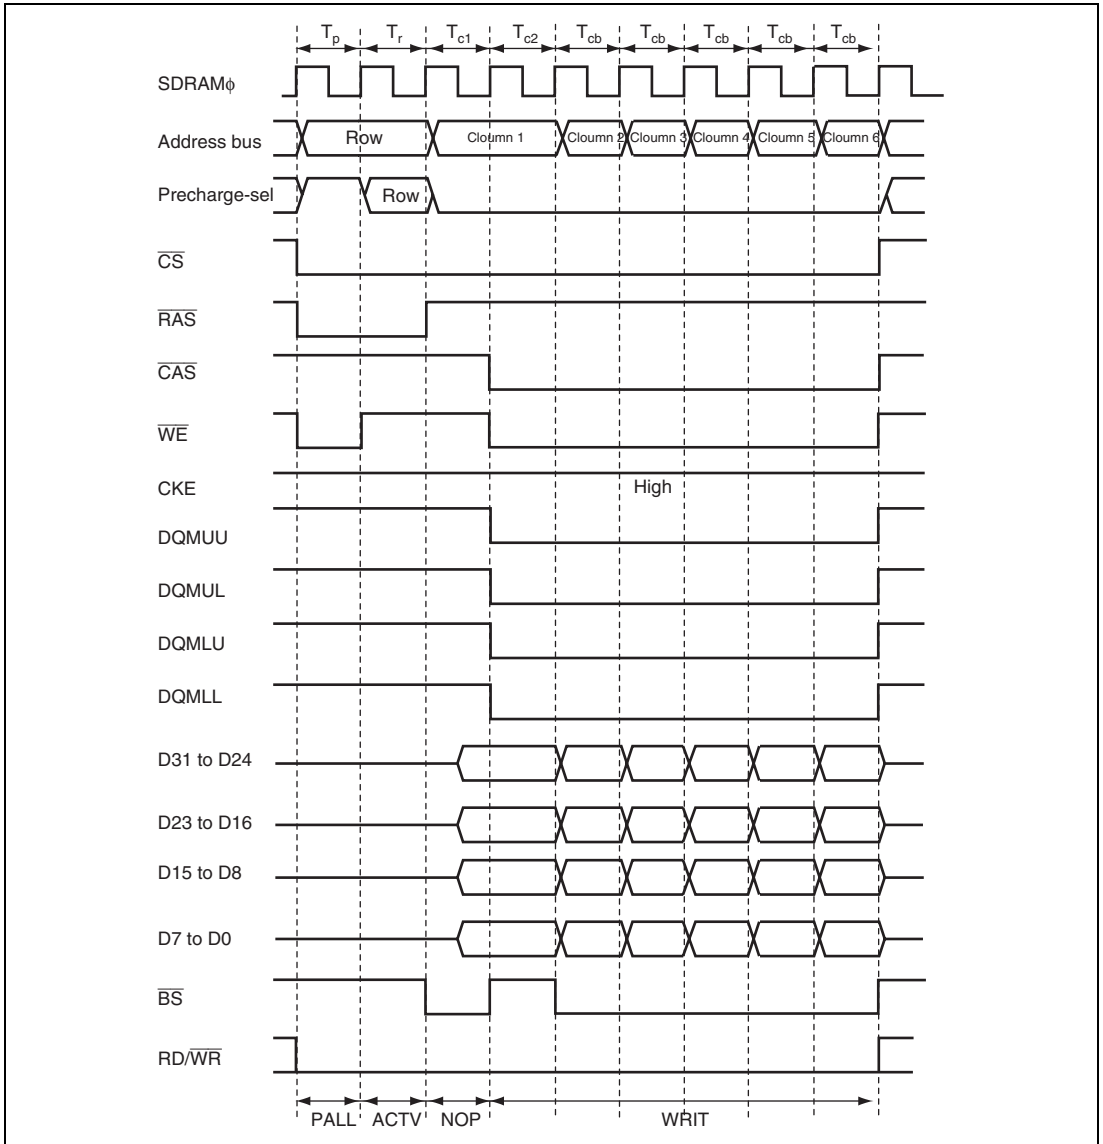 Tp Tr Tc1 Tc2 Tcb Tcb Tcb Tcb Tcb
SDRAMϕ
Address bus Row Cloumn 1 Cloumn 2 Cloumn 3 Cloumn 4 Cloumn 5 Cloumn 6
Precharge-sel Row
CS
RAS
CAS
WE
CKE High
DQMUU
DQMUL
DQMLU
DQMLL
D31 to D24
D23 to D16
D15 to D8
D7 to D0
BS
RD/WR
PALL ACTV NOP WRIT